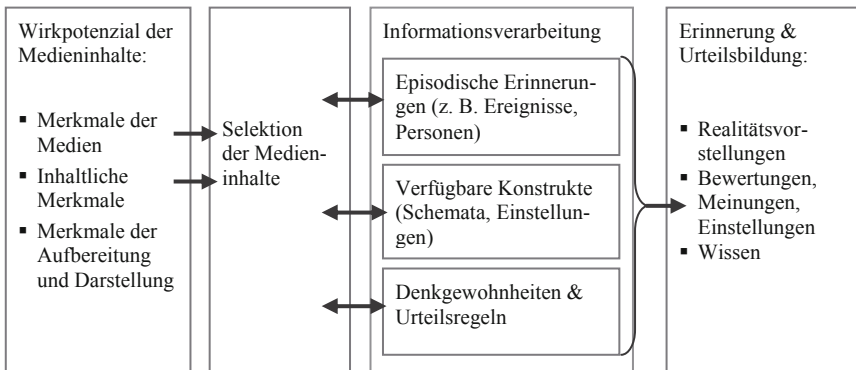 Wirkpotenzial der
Medieninhalte:
▪ Merkmale der
Medien
▪ Inhaltliche
Merkmale
▪ Merkmale der
Aufbereitung
und Darstellung
Selektion
der Medien-
inhalte
Informationsverarbeitung
Episodische Erinnerun-
gen (z. B. Ereignisse,
Personen)
Verfügbare Konstrukte
(Schemata, Einstellun-
gen)
Denkgewohnheiten &
Urteilsregeln
Erinnerung &
Urteilsbildung:
▪ Realitätsvor-
stellungen
▪ Bewertungen,
Meinungen,
Einstellungen
▪ Wissen